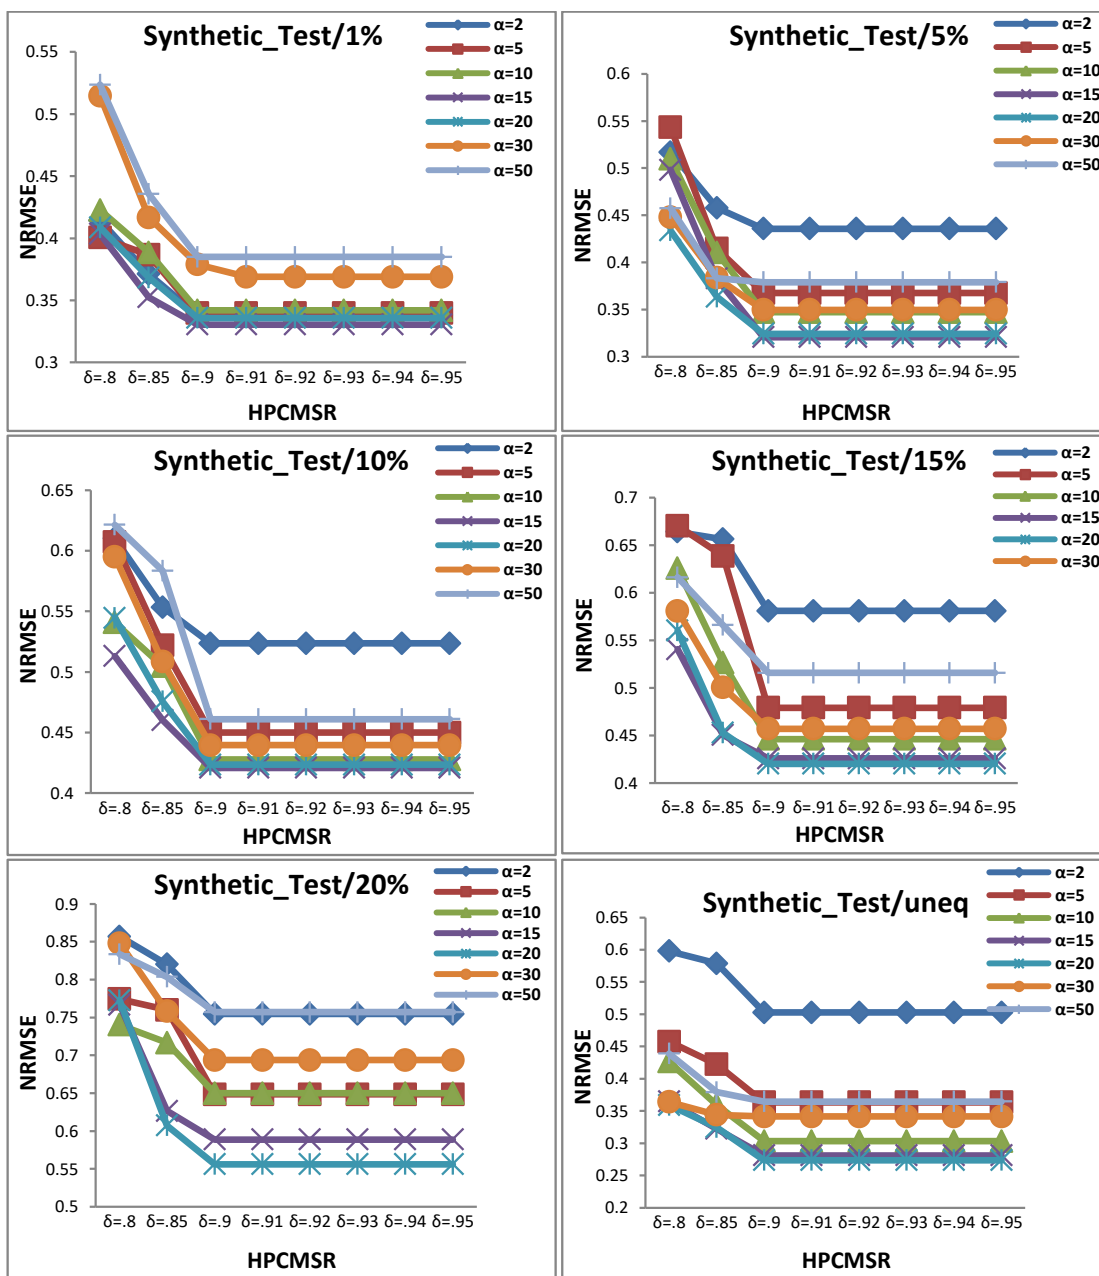 Synthetic_Test/1%
α=2
α=5
α=10
α=15
α=20
α=30
α=50
0.55
0.5
0.45
0.4
0.35
0.3
NRMSE
δ=.8 δ=.85 δ=.9 δ=.91 δ=.92 δ=.93 δ=.94 δ=.95
HPCMSR
Synthetic_Test/5%
α=2
α=5
α=10
α=15
α=20
α=30
α=50
0.6
0.55
0.5
0.45
0.4
0.35
0.3
NRMSE
δ=.8 δ=.85 δ=.9 δ=.91 δ=.92 δ=.93 δ=.94 δ=.95
HPCMSR
Synthetic_Test/10%
α=2
α=5
α=10
α=15
α=20
α=30
α=50
0.65
0.6
0.55
0.5
0.45
0.4
NRMSE
δ=.8 δ=.85 δ=.9 δ=.91 δ=.92 δ=.93 δ=.94 δ=.95
HPCMSR
Synthetic_Test/15%
α=2
α=5
α=10
α=15
α=20
α=30
0.7
0.65
0.6
0.55
0.5
0.45
0.4
NRMSE
δ=.8 δ=.85 δ=.9 δ=.91 δ=.92 δ=.93 δ=.94 δ=.95
HPCMSR
Synthetic_Test/20%
α=2
α=5
α=10
α=15
α=20
α=30
α=50
0.9
0.85
0.8
0.75
0.7
0.65
0.6
0.55
0.5
NRMSE
δ=.8 δ=.85 δ=.9 δ=.91 δ=.92 δ=.93 δ=.94 δ=.95
HPCMSR
Synthetic_Test/uneq
α=2
α=5
α=10
α=15
α=20
α=30
α=50
0.65
0.6
0.55
0.5
0.45
0.4
0.35
0.3
0.25
0.2
NRMSE
δ=.8 δ=.85 δ=.9 δ=.91 δ=.92 δ=.93 δ=.94 δ=.95
HPCMSR